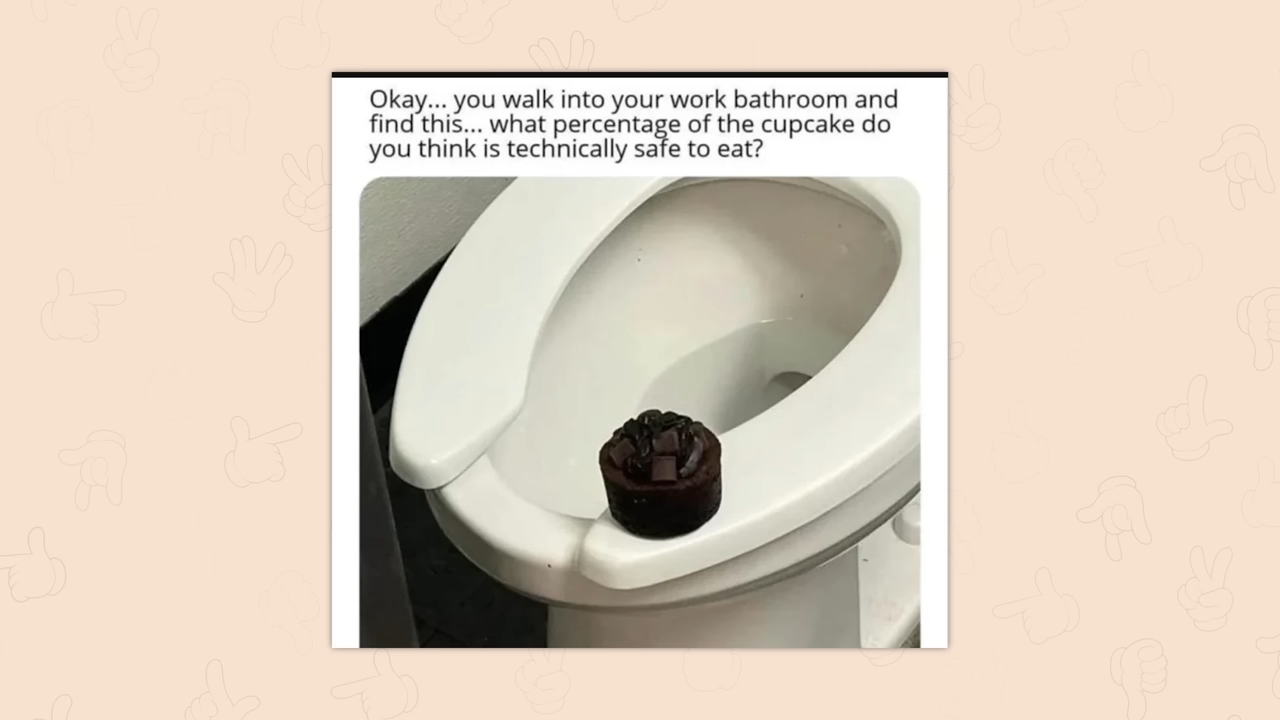 Okay... you walk into your work bathroom and
find this... what percentage of the cupcake do
you think is technically safe to eat?